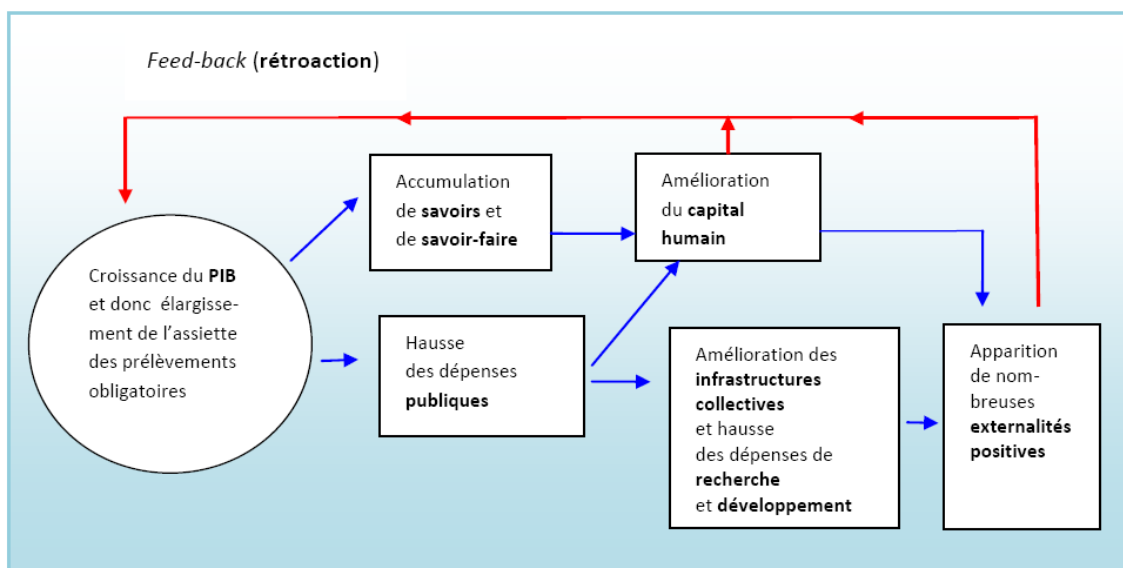 Feed-back (rétroaction)
Accumulation
de savoirs et
de savoir-faire
Amélioration
du capital
humain
Croissance du PIB
et donc élargisse-
ment de l’assiette
des prélèvements
obligatoires
Hausse
des dépenses
publiques
Amélioration des
infrastructures
collectives
et hausse
des dépenses de
recherche
et développement
Apparition
de nom-
breuses
externalités
positives